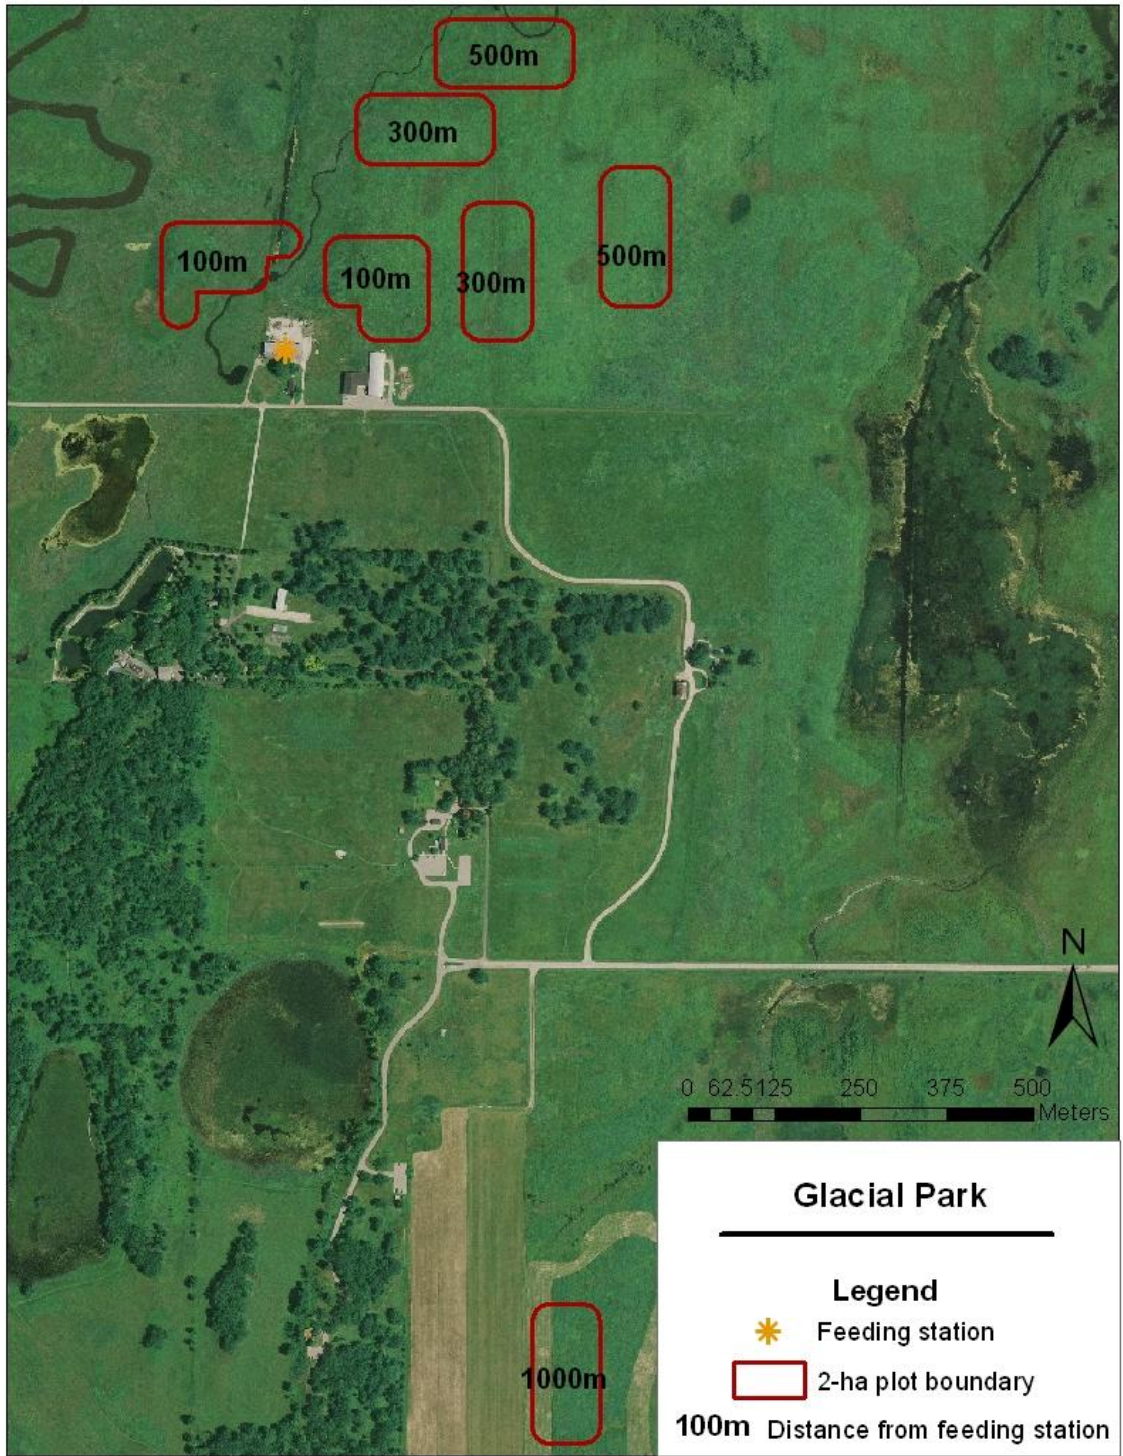 500m
300m
500m
100m
100m
300m
N
0 62.5125 250 375 500
Meters
Glacial Park
Legend
Feeding station
2-ha plot boundary
1000m
100m Distance from feeding station